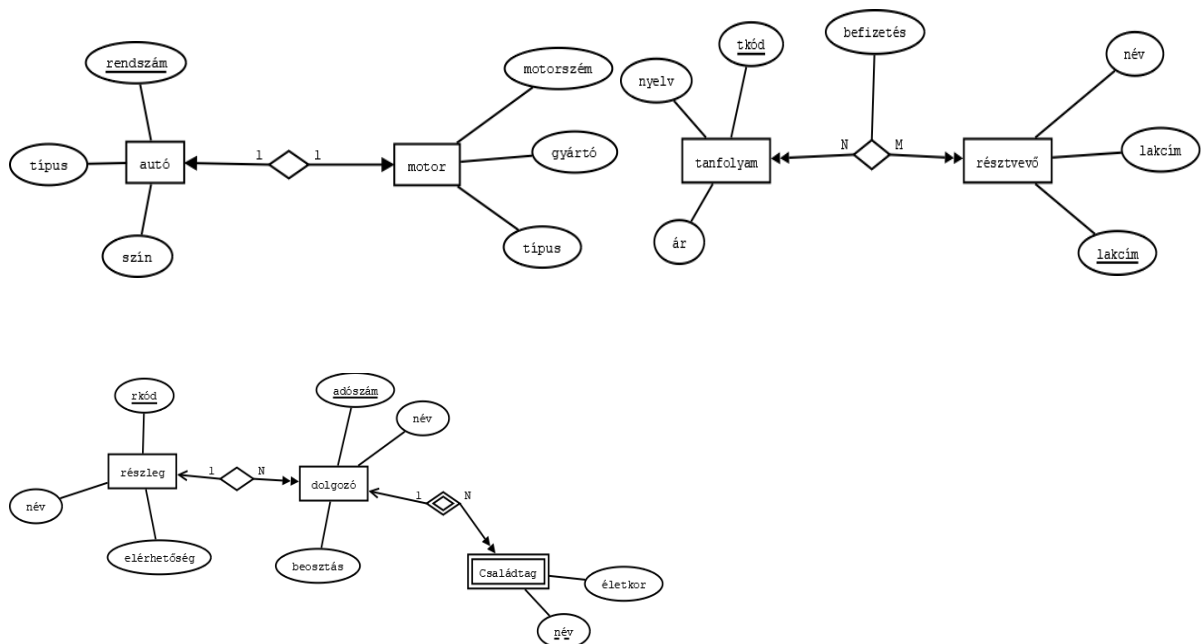 rendszám
motorszém
típus
autó
1
1
motor
gyártó
szín
típus
befizetés
tkód
név
nyelv
tanfolyam
N
M
résztvevő
lakcím
ár
lakcím
rkód
adószám
név
részleg
1
N
dolgozó
név
elérhetőség
beosztás
1
N
Családtag
életkor
név